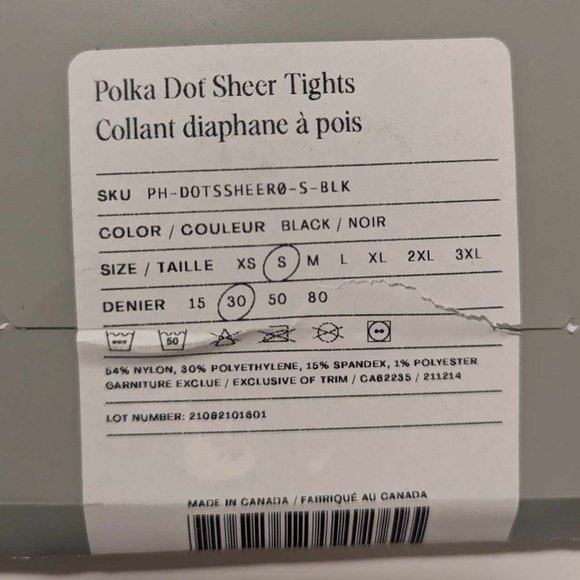 Polka Dot Sheer Tights
Collant diaphane à pois
SKU PH-DOTSSHEER0-S-BLK
COLOR / COULEUR BLACK / NOIR
SIZE / TAILLE XS S M L XL 2XL 3XL
DENIER 15 30 50 80
50
54% NYLON, 30% POLYETHYLENE, 15% SPANDEX, 1% POLYESTER
GARNITURE EXCLUE / EXCLUSIVE OF TRIM / CA62235 / 211214
LOT NUMBER: 21092101601
MADE IN CANADA / FABRIQUÉ AU CANADA